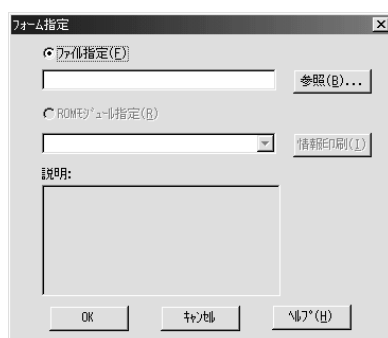 フォーム指定
ファイル指定(F)
参照(B)...
ROMモジュール指定(R)
情報印刷(I)
説明:
OK キャンセル ヘルプ(H)